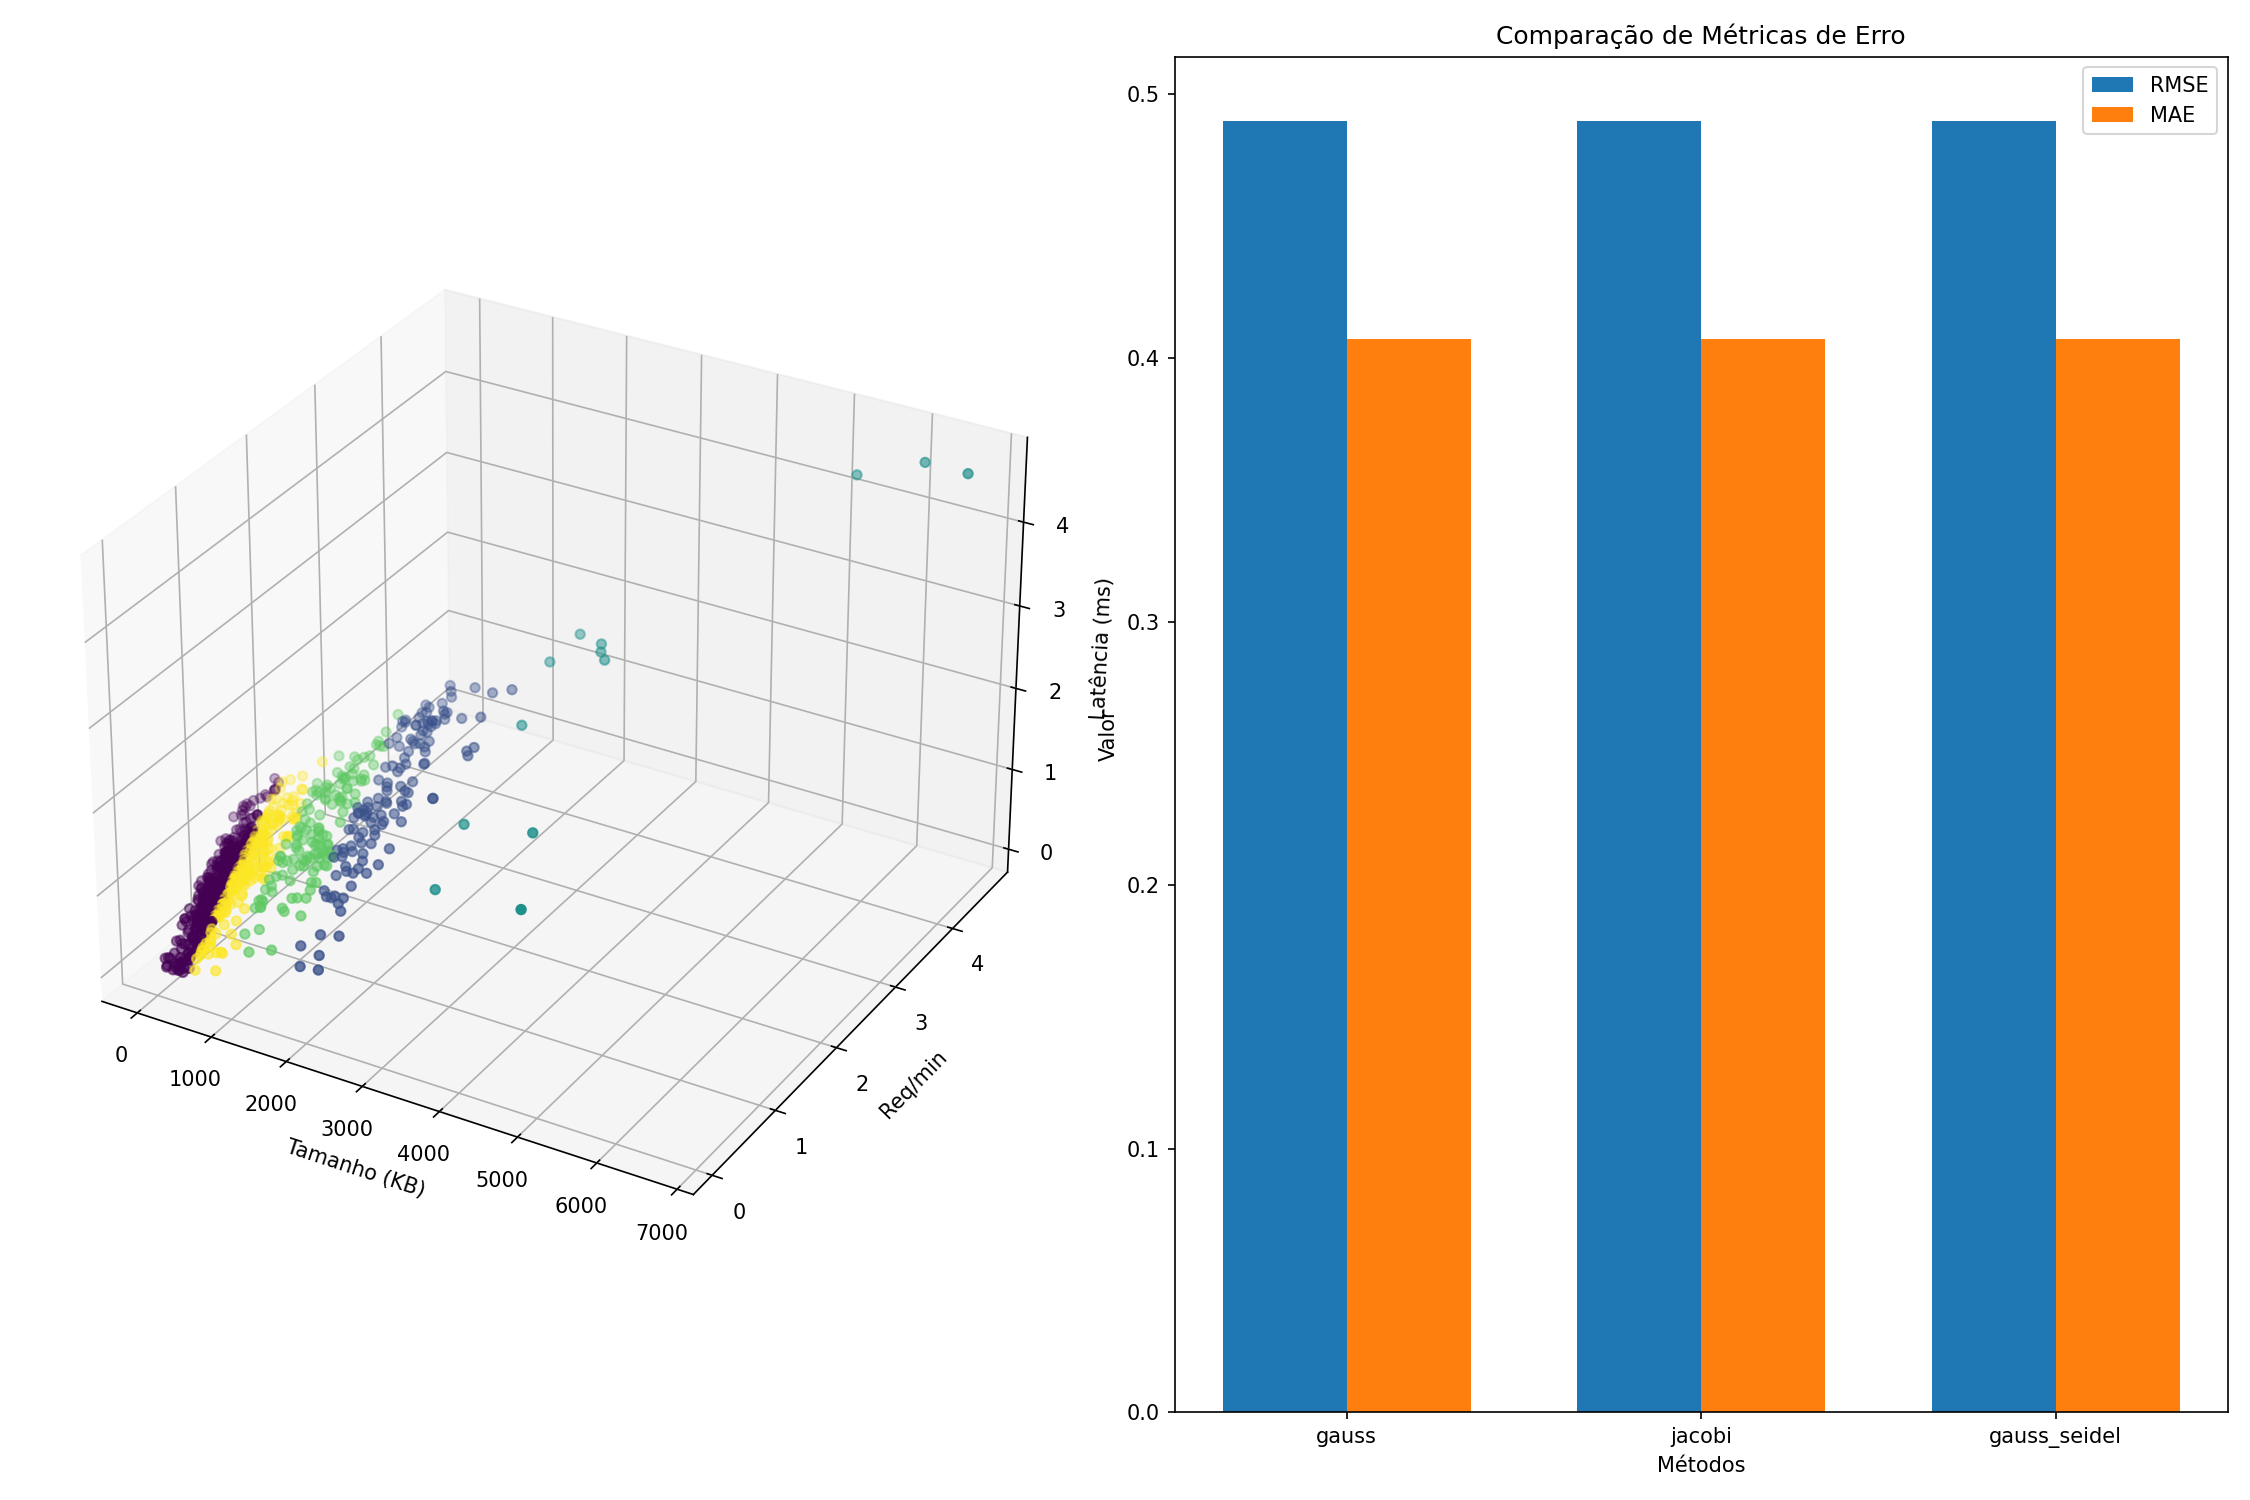 Comparação de Métricas de Erro
RMSE
MAE
0.5
0.4
0.3
0.2
0.1
0.0
Valor
gauss
jacobi
gauss_seidel
Métodos
4
3
2
1
0
Latência (ms)
4
3
2
1
0
Req/min
0
1000
2000
3000
4000
5000
6000
7000
Tamanho (KB)